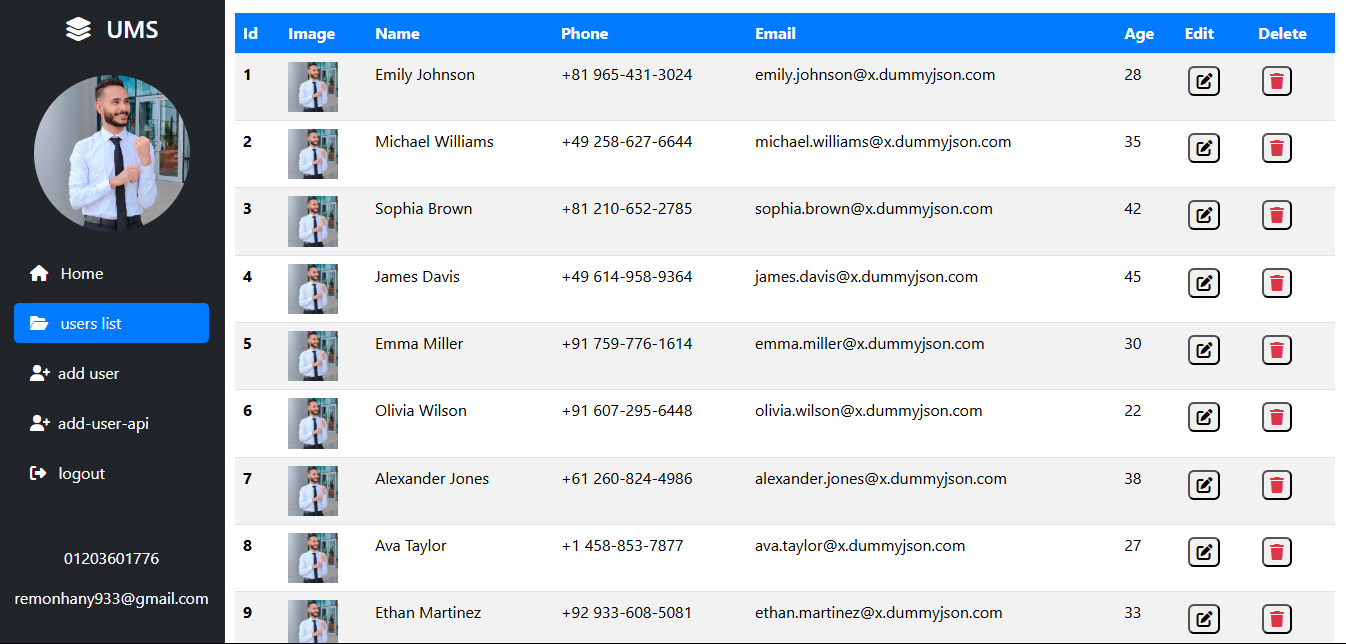 UMS
Home
users list
add user
add-user-api
logout
01203601776
remonhany933@gmail.com
Id Image Name Phone Email Age Edit Delete
1 Emily Johnson +81 965-431-3024 emily.johnson@x.dummyjson.com 28
2 Michael Williams +49 258-627-6644 michael.williams@x.dummyjson.com 35
3 Sophia Brown +81 210-652-2785 sophia.brown@x.dummyjson.com 42
4 James Davis +49 614-958-9364 james.davis@x.dummyjson.com 45
5 Emma Miller +91 759-776-1614 emma.miller@x.dummyjson.com 30
6 Olivia Wilson +91 607-295-6448 olivia.wilson@x.dummyjson.com 22
7 Alexander Jones +61 260-824-4986 alexander.jones@x.dummyjson.com 38
8 Ava Taylor +1 458-853-7877 ava.taylor@x.dummyjson.com 27
9 Ethan Martinez +92 933-608-5081 ethan.martinez@x.dummyjson.com 33